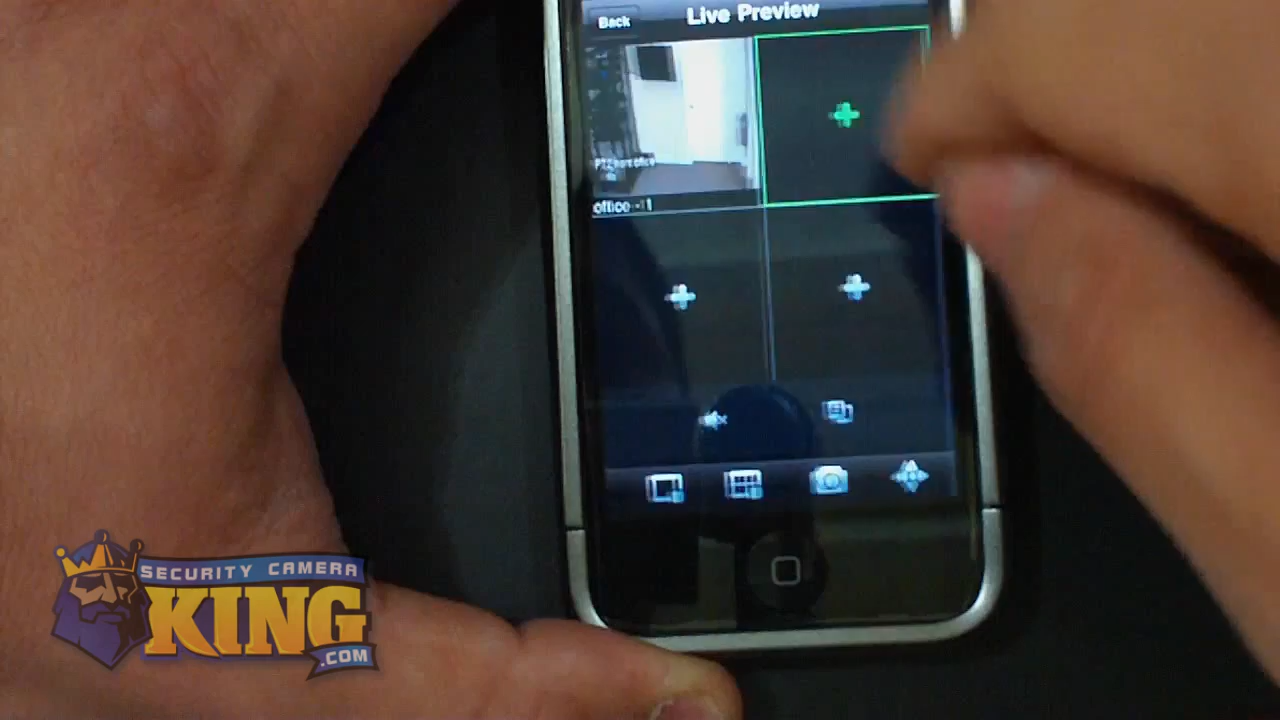 Back
Live Preview
office - 1
SECURITY CAMERA
KING
.COM